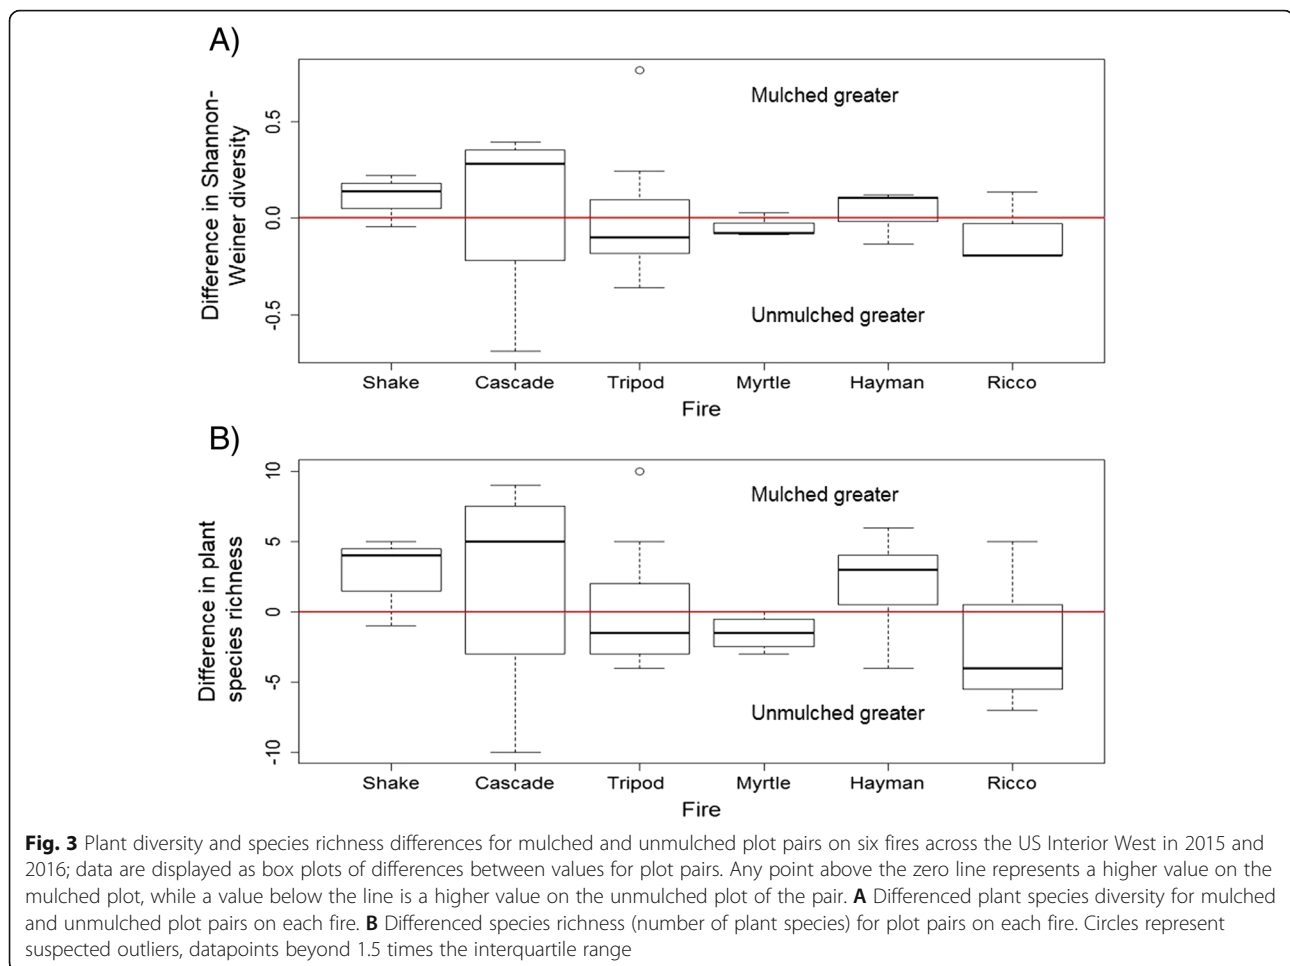 A)
Difference in Shannon-
Weiner diversity
0.5
0.0
-0.5
Mulched greater
Unmulched greater
Shake Cascade Tripod Myrtle Hayman Ricco
Fire
B)
Difference in plant
species richness
10
5
0
-5
-10
Mulched greater
Unmulched greater
Shake Cascade Tripod Myrtle Hayman Ricco
Fire
Fig. 3 Plant diversity and species richness differences for mulched and unmulched plot pairs on six fires across the US Interior West in 2015 and
2016; data are displayed as box plots of differences between values for plot pairs. Any point above the zero line represents a higher value on the
mulched plot, while a value below the line is a higher value on the unmulched plot of the pair. A Differenced plant species diversity for mulched
and unmulched plot pairs on each fire. B Differenced species richness (number of plant species) for plot pairs on each fire. Circles represent
suspected outliers, datapoints beyond 1.5 times the interquartile range